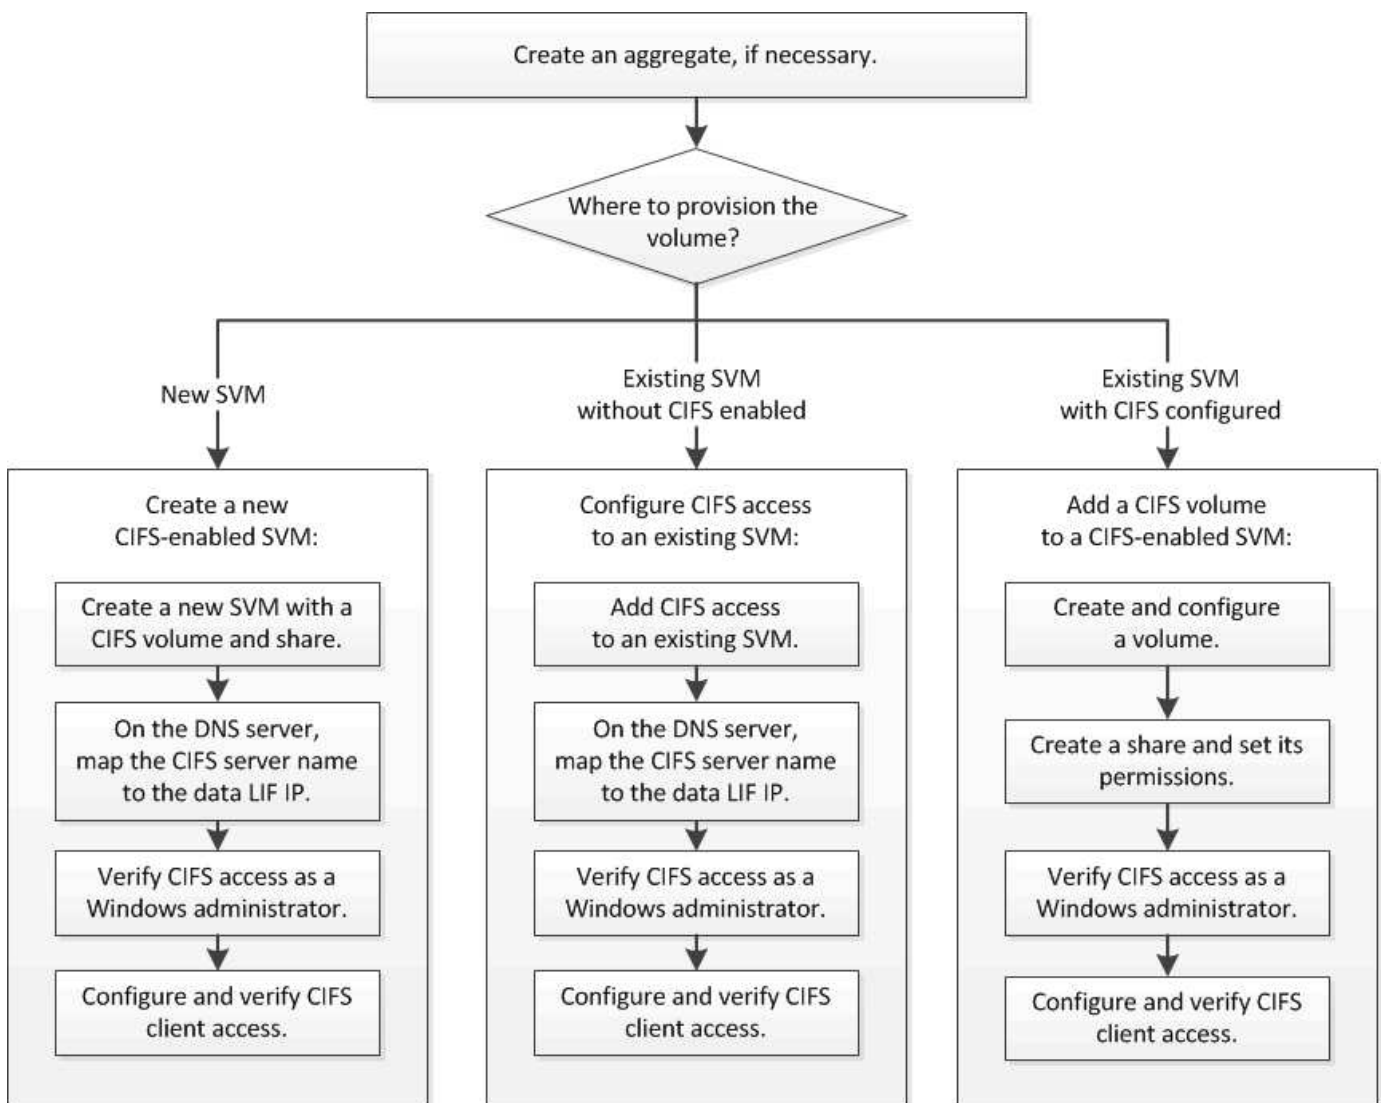 Create an aggregate, if necessary.
Where to provision the
volume?
New SVM
Existing SVM
without CIFS enabled
Existing SVM
with CIFS configured
Create a new
CIFS-enabled SVM:
Create a new SVM with a
CIFS volume and share.
On the DNS server,
map the CIFS server name
to the data LIF IP.
Verify CIFS access as a
Windows administrator.
Configure and verify CIFS
client access.
Configure CIFS access
to an existing SVM:
Add CIFS access
to an existing SVM.
On the DNS server,
map the CIFS server name
to the data LIF IP.
Verify CIFS access as a
Windows administrator.
Configure and verify CIFS
client access.
Add a CIFS volume
to a CIFS-enabled SVM:
Create and configure
a volume.
Create a share and set its
permissions.
Verify CIFS access as a
Windows administrator.
Configure and verify CIFS
client access.